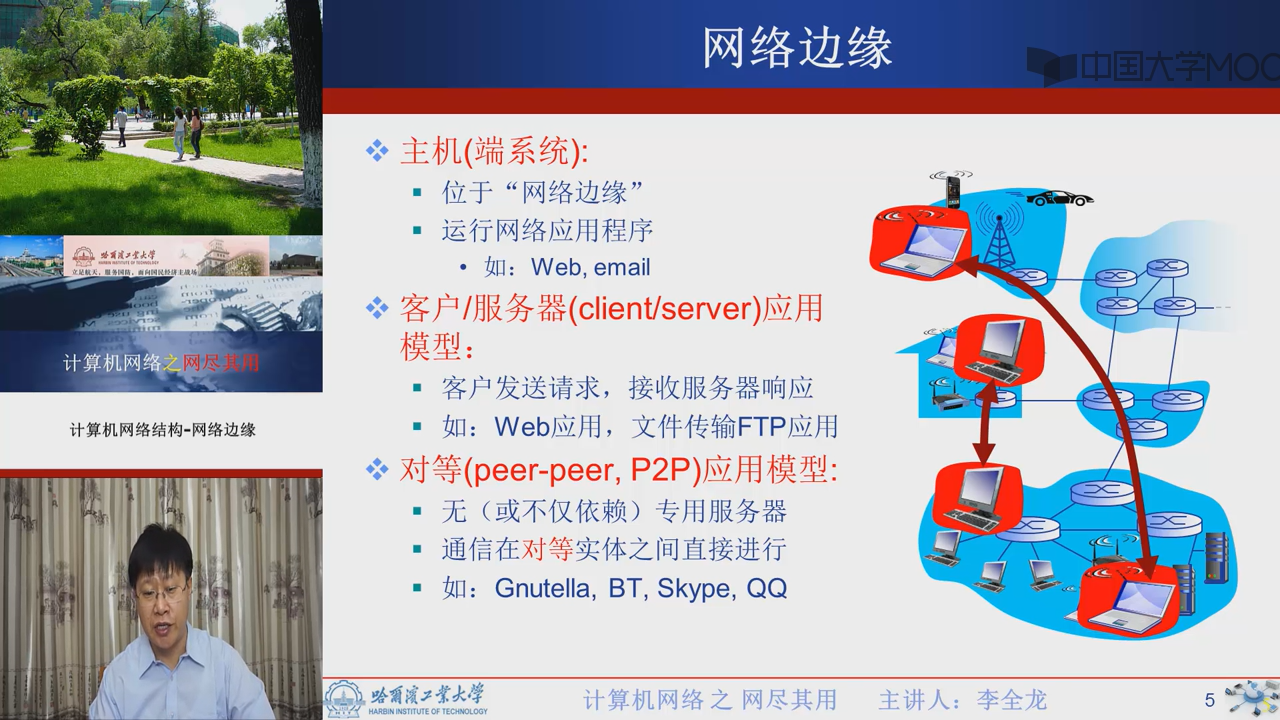 网络边缘
中国大学MOO
主机(端系统):
位于“网络边缘”
运行网络应用程序
如：Web, email
客户/服务器(client/server)应用
模型：
客户发送请求，接收服务器响应
如：Web应用，文件传输FTP应用
对等(peer-peer, P2P)应用模型:
无（或不仅依赖）专用服务器
通信在对等实体之间直接进行
如：Gnutella, BT, Skype, QQ
哈尔滨工业大学
HARBIN INSTITUTE OF TECHNOLOGY
立足航天，服务国防，面向国民经济主战场
计算机网络之网尽其用
计算机网络结构-网络边缘
哈尔滨工业大学
HARBIN INSTITUTE OF TECHNOLOGY
计算机网络 之 网尽其用
主讲人：李全龙
5